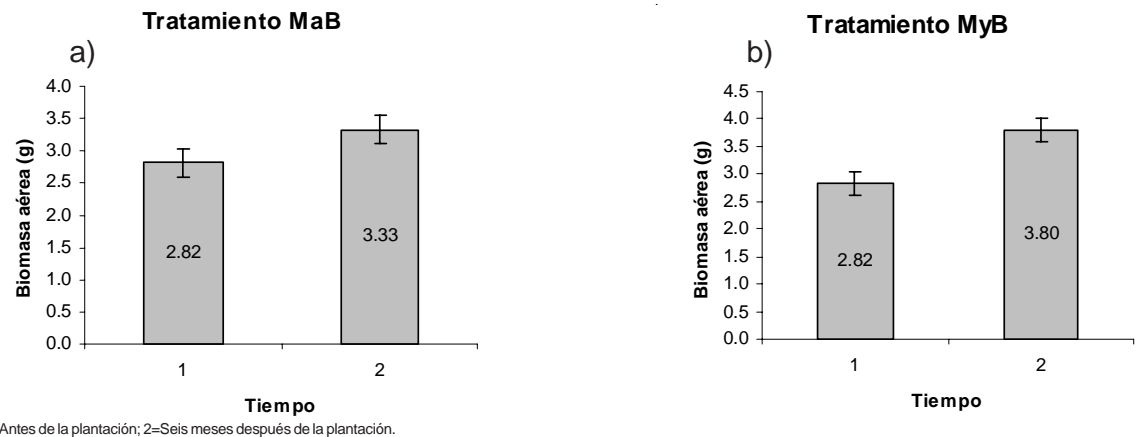 Tratamiento MaB
a)
4.0
3.5
3.0
2.5
2.0
1.5
1.0
0.5
0.0
Biomasa aérea (g)
2.82
3.33
1 2
Tiempo
Antes de la plantación; 2=Seis meses después de la plantación.
Tratamiento MyB
b)
4.5
4.0
3.5
3.0
2.5
2.0
1.5
1.0
0.5
0.0
Biomasa aérea (g)
2.82
3.80
1 2
Tiempo